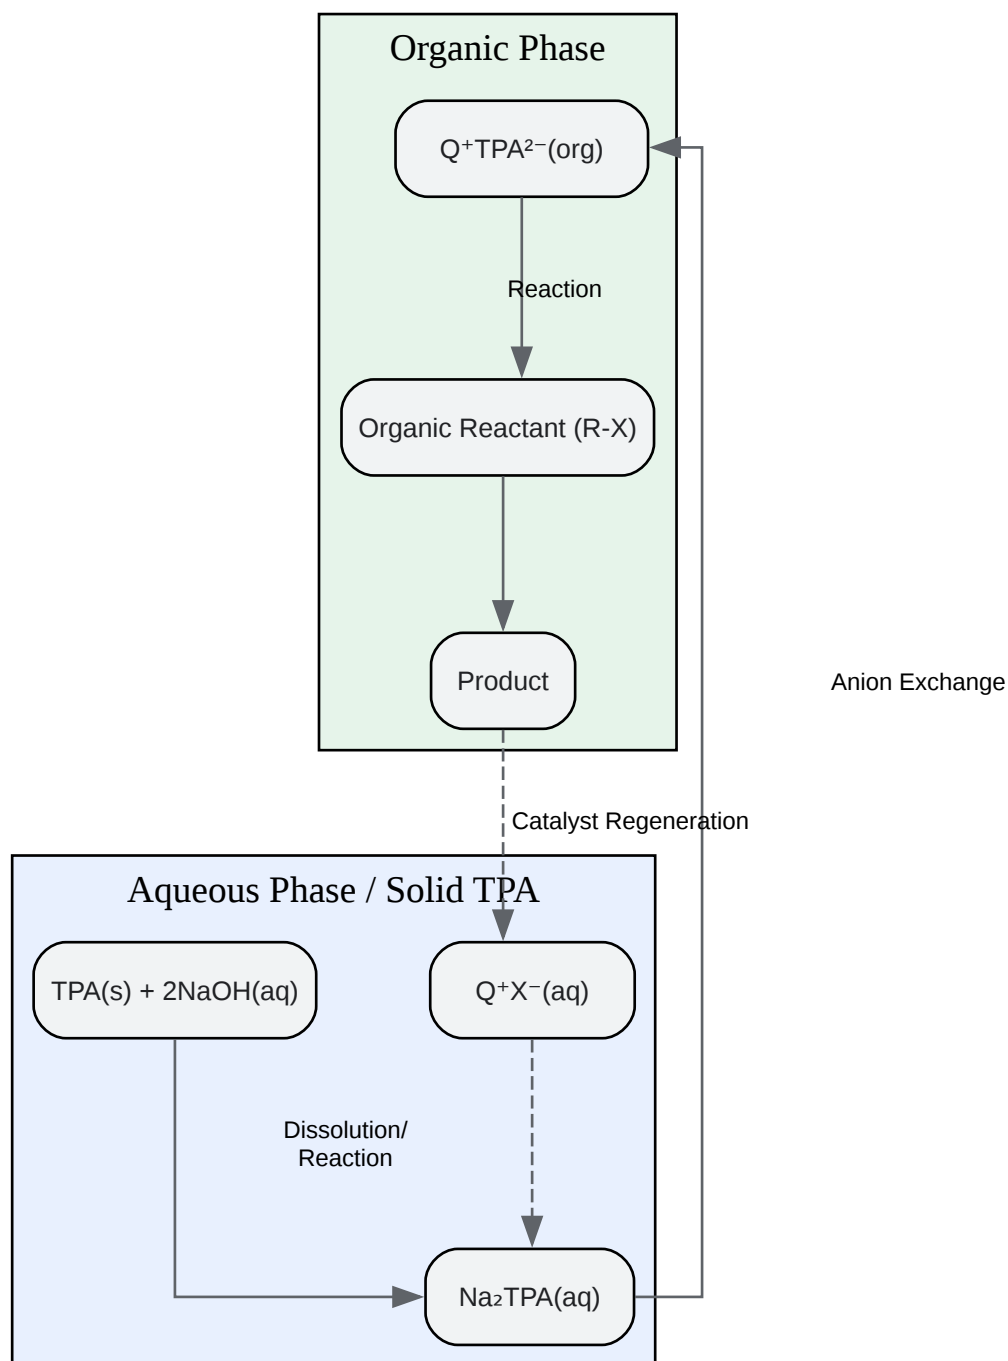 Organic Phase
Q⁺TPA²⁻(org)
Reaction
Organic Reactant (R-X)
Product
Anion Exchange
Catalyst Regeneration
Aqueous Phase / Solid TPA
TPA(s) + 2NaOH(aq)
Q⁺X⁻(aq)
Dissolution/
Reaction
Na₂TPA(aq)